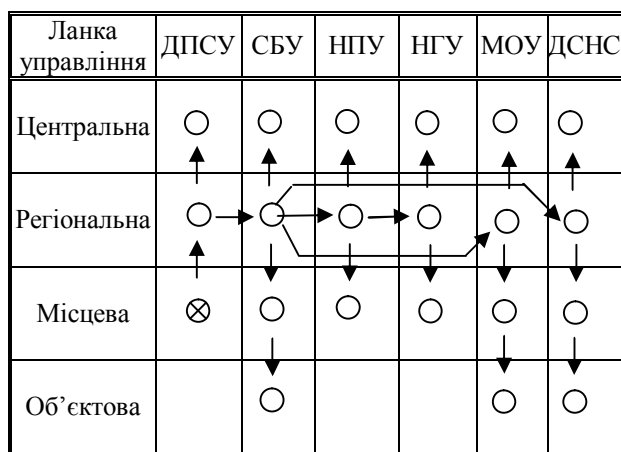 Ланка
управління
ДПСУ
СБУ
НПУ
НГУ
МОУ
ДСНС
Центральна
Регіональна
Місцева
Об’єктова